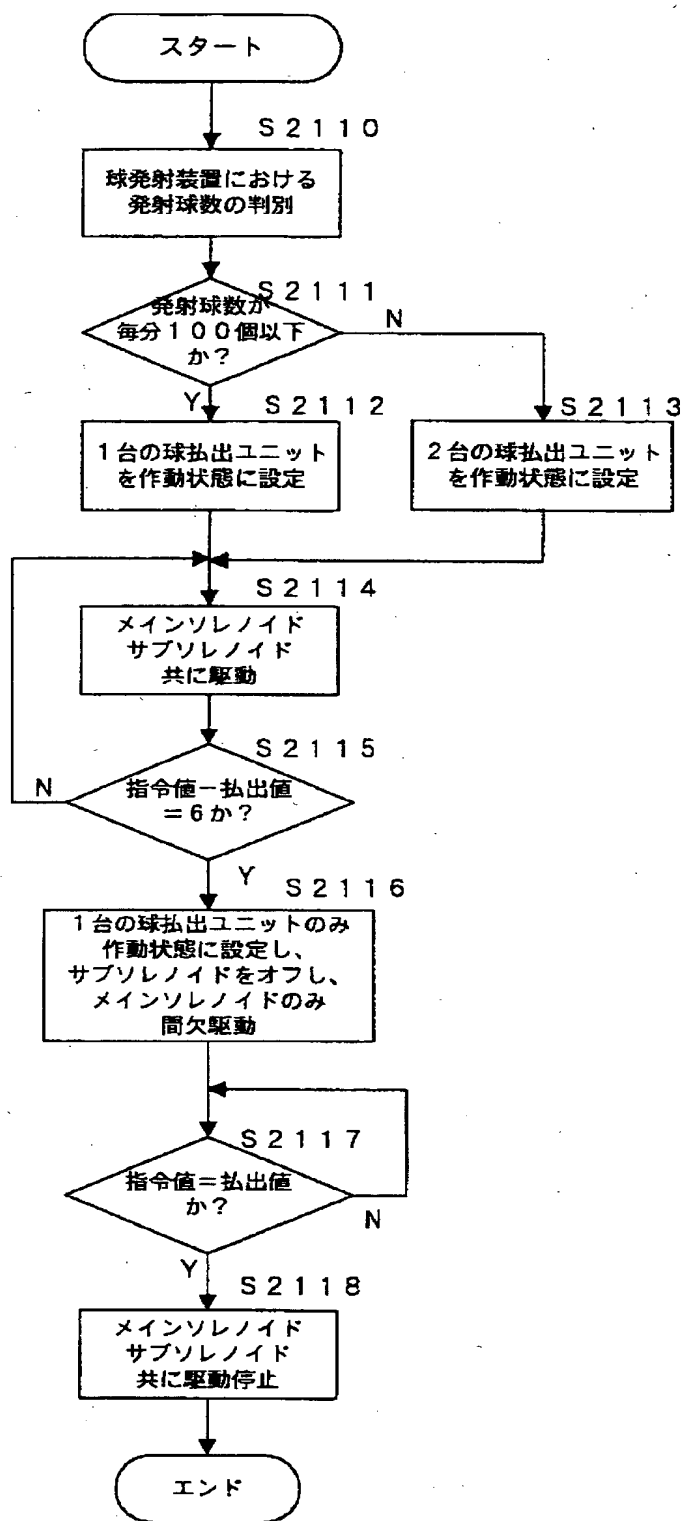 スタート
S2110
球発射装置における
発射球数の判別
S2111
発射球数が
毎分100個以下
か?
N
Y
S2112
S2113
1台の球払出ユニット
を作動状態に設定
2台の球払出ユニット
を作動状態に設定
S2114
メインソレノイド
サブソレノイド
共に駆動
S2115
N
指令値-払出値
=6か?
Y
S2116
1台の球払出ユニットのみ
作動状態に設定し、
サブソレノイドをオフし、
メインソレノイドのみ
間欠駆動
S2117
指令値=払出値
か?
N
Y
S2118
メインソレノイド
サブソレノイド
共に駆動停止
エンド